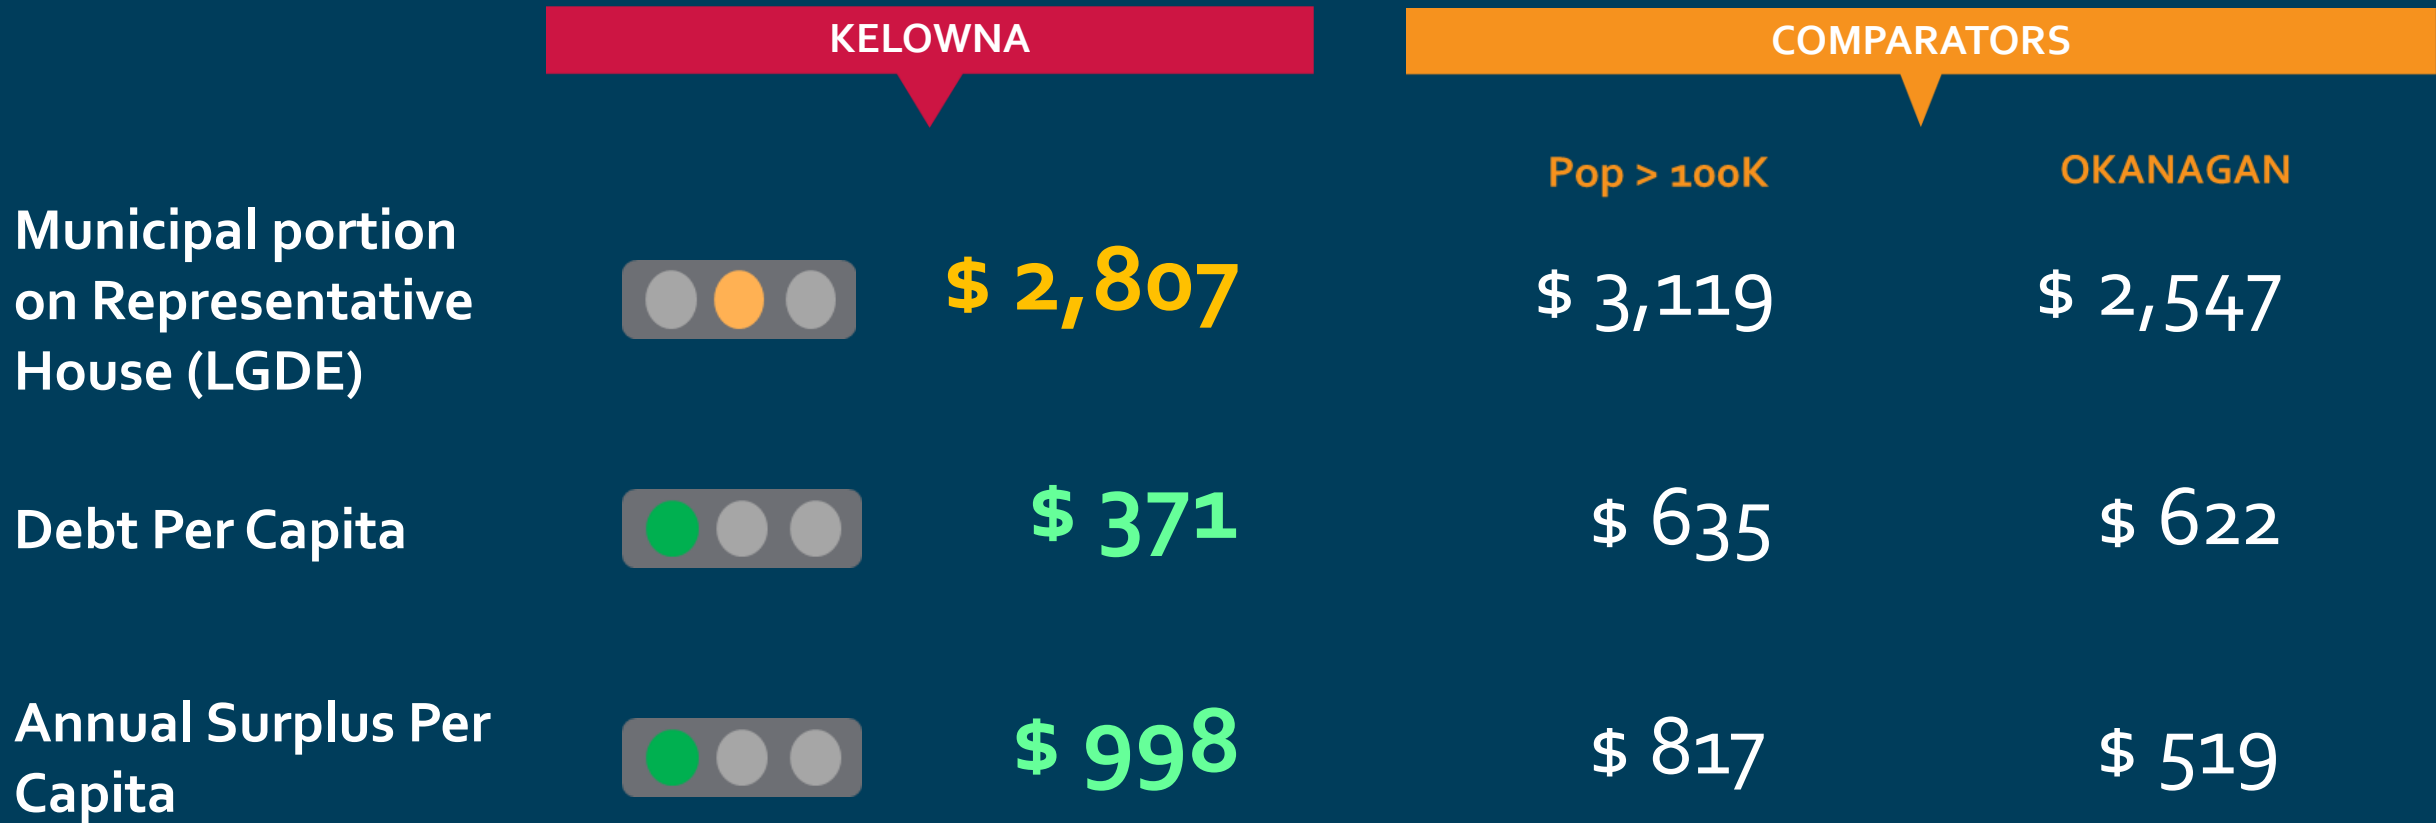 KELOWNA
COMPARATORS
Pop > 100K
OKANAGAN
Municipal portion
on Representative
House (LGDE)
$ 2,807
$ 3,119
$ 2,547
Debt Per Capita
$ 371
$ 635
$ 622
Annual Surplus Per
Capita
$ 998
$ 817
$ 519